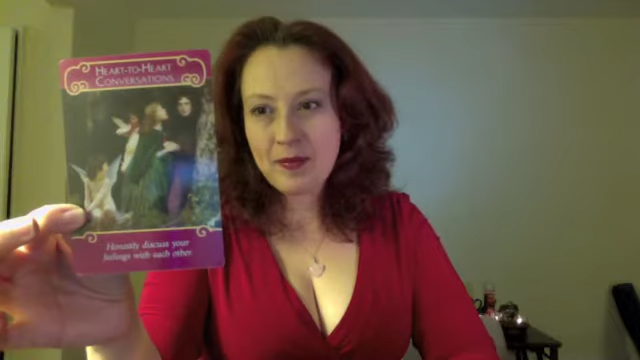 HEART-TO-HEART
CONVERSATIONS
Honestly discuss your
feelings with each other.